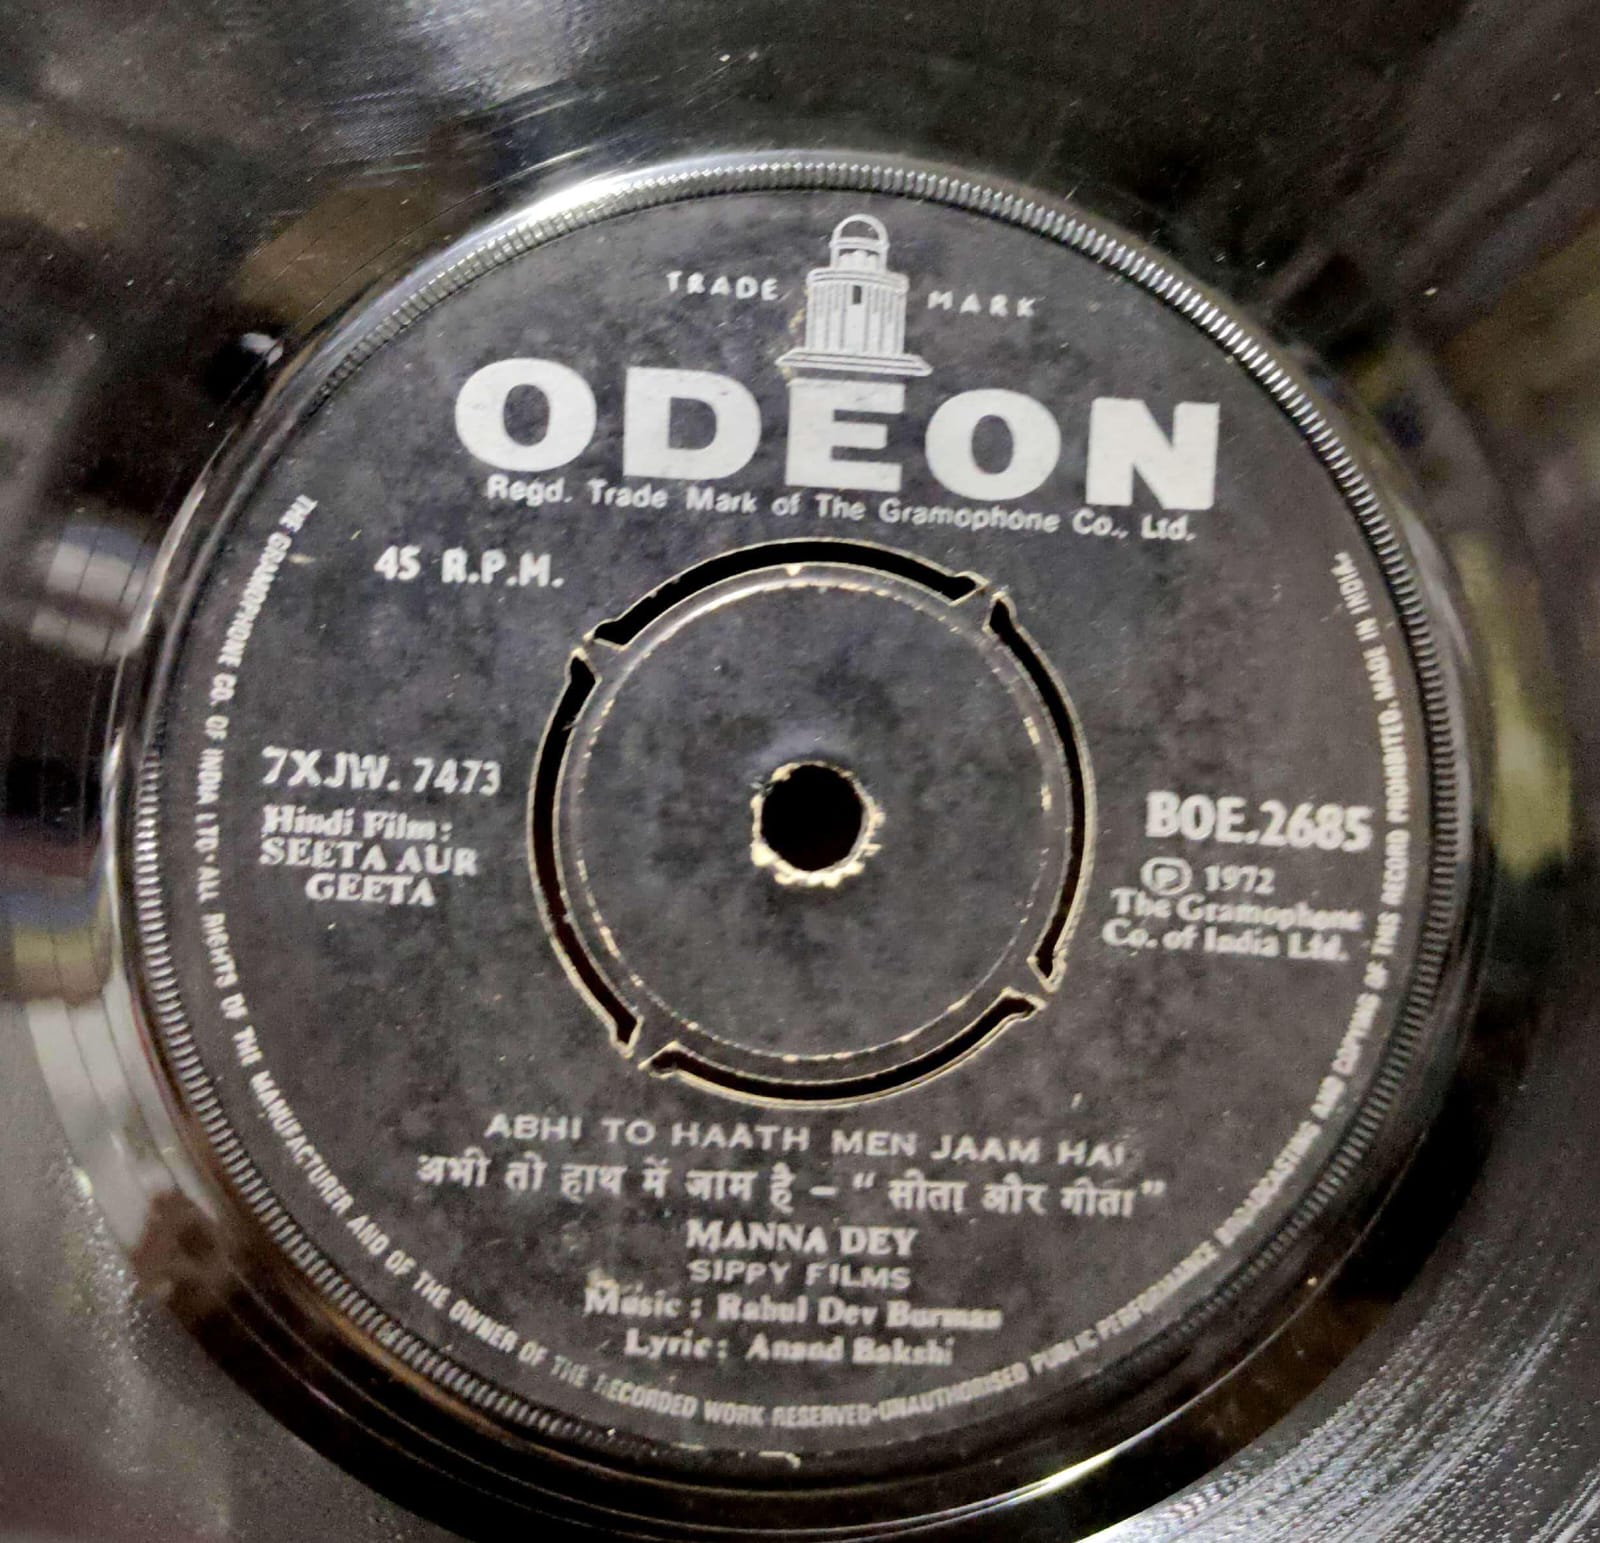 TRADE MARK
ODEON
Regd. Trade Mark of The Gramophone Co., Ltd.
45 R.P.M.
7XJW. 7473
Hindi Film:
SEETA AUR
GEETA
BOE.2685
Ⓟ 1972
The Gramophone
Co. of India Ltd.
ABHI TO HAATH MEN JAAM HAI
अभी तो हाथ में जाम है – “सीता और गीता”
MANNA DEY
SIPPY FILMS
Music : Rahul Dev Burman
Lyric : Anand Bakshi
THE GRAMOPHONE CO. OF INDIA LTD · ALL RIGHTS OF THE MANUFACTURER AND OF THE OWNER OF THE RECORDED WORK RESERVED · UNAUTHORISED PUBLIC PERFORMANCE BROADCASTING AND COPYING OF THIS RECORD PROHIBITED. MADE IN INDIA